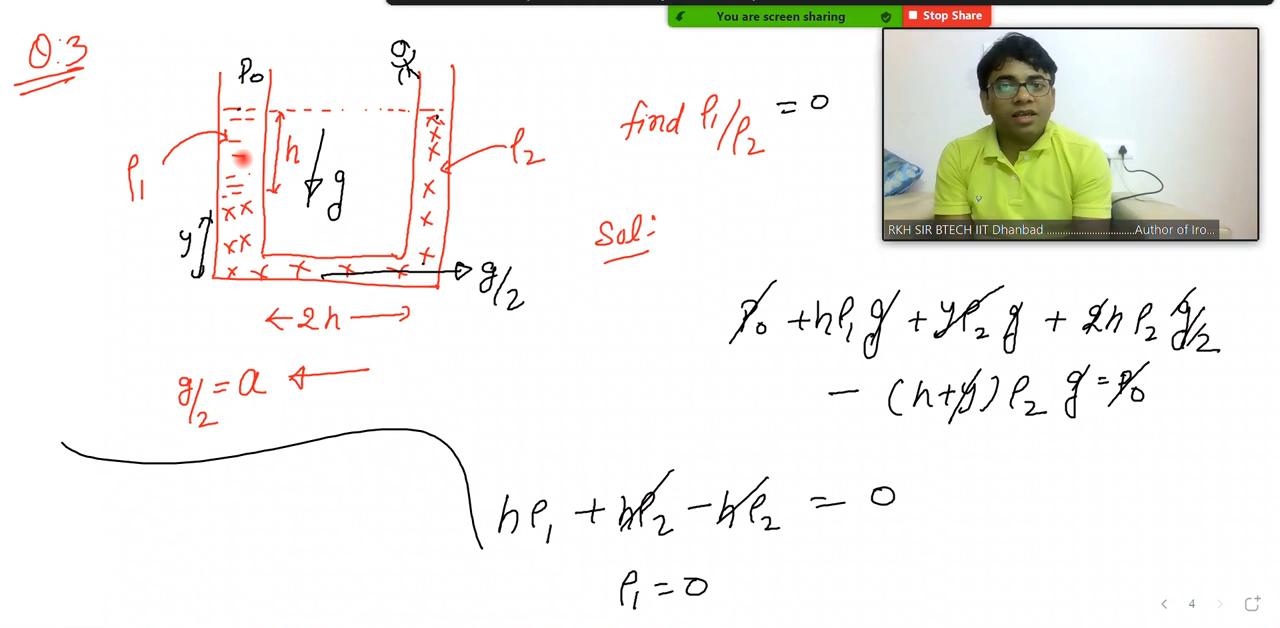 You are screen sharing
Stop Share
Q:3
P₀
find ρ₁/ρ₂ = 0
ρ₁
h
g
ρ₂
y
RKH SIR BTECH IIT Dhanbad ................................Author of Iro...
Sol:
g/2
←2h→
P₀ + hρ₁g + yρ₂g + 2hρ₂g/2
- (h+y)ρ₂g = P₀
g/2 = a ←
hρ₁ + hρ₂ - hρ₂ = 0
ρ₁ = 0
< 4 >